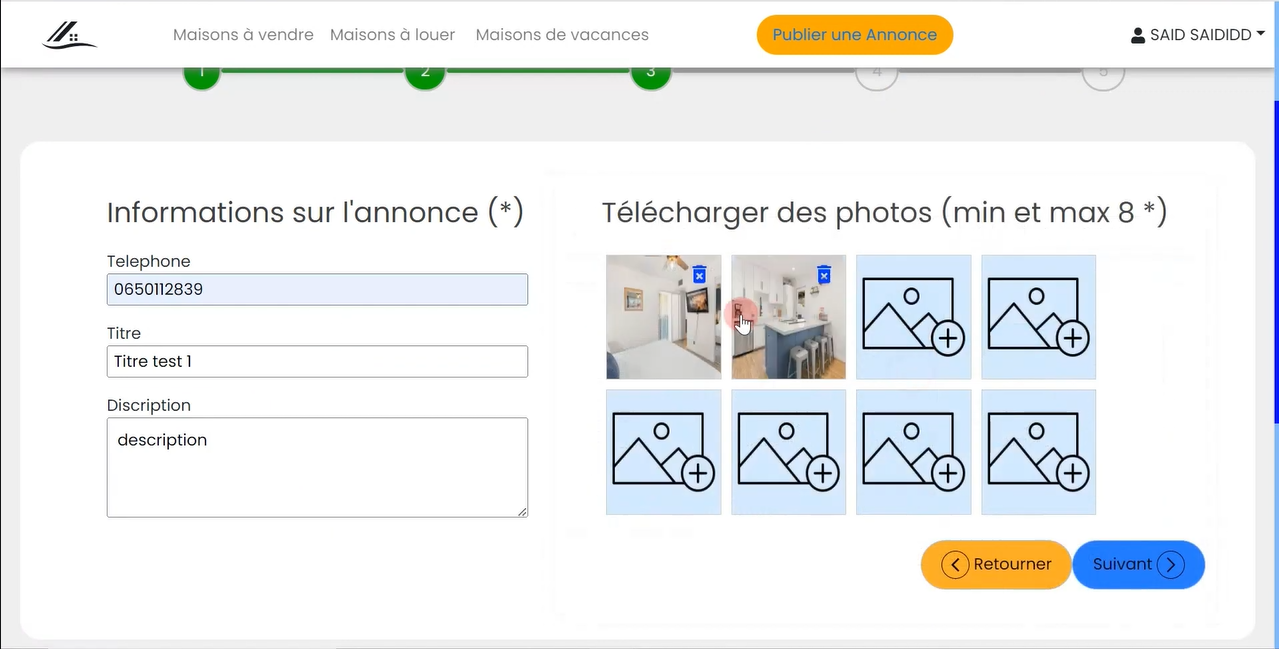 Maisons à vendre Maisons à louer Maisons de vacances Publier une Annonce SAID SAIDIDD
1 2 3 4 5
Informations sur l'annonce (*)
Telephone
0650112839
Titre
Titre test 1
Discription
description
Télécharger des photos (min et max 8 *)
Retourner Suivant